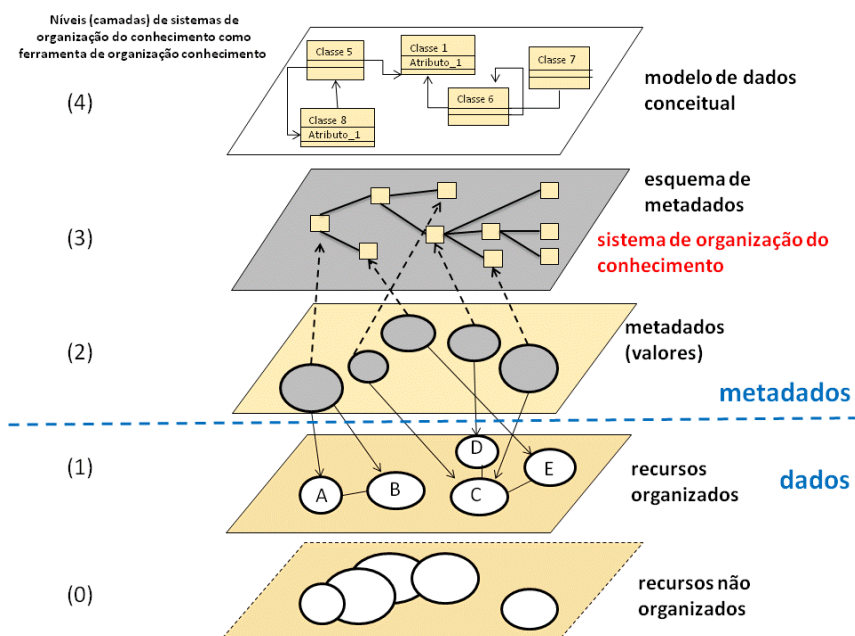 Níveis (camadas) de sistemas de
organização do conhecimento como
ferramenta de organização conhecimento
(4)
Classe 5
Classe 1
Atributo_1
Classe 7
Classe 6
Classe 8
Atributo_1
modelo de dados
conceitual
(3)
esquema de
metadados
sistema de organização do
conhecimento
(2)
metadados
(valores)
metadados
(1)
A
B
D
C
E
recursos
organizados
dados
(0)
recursos não
organizados